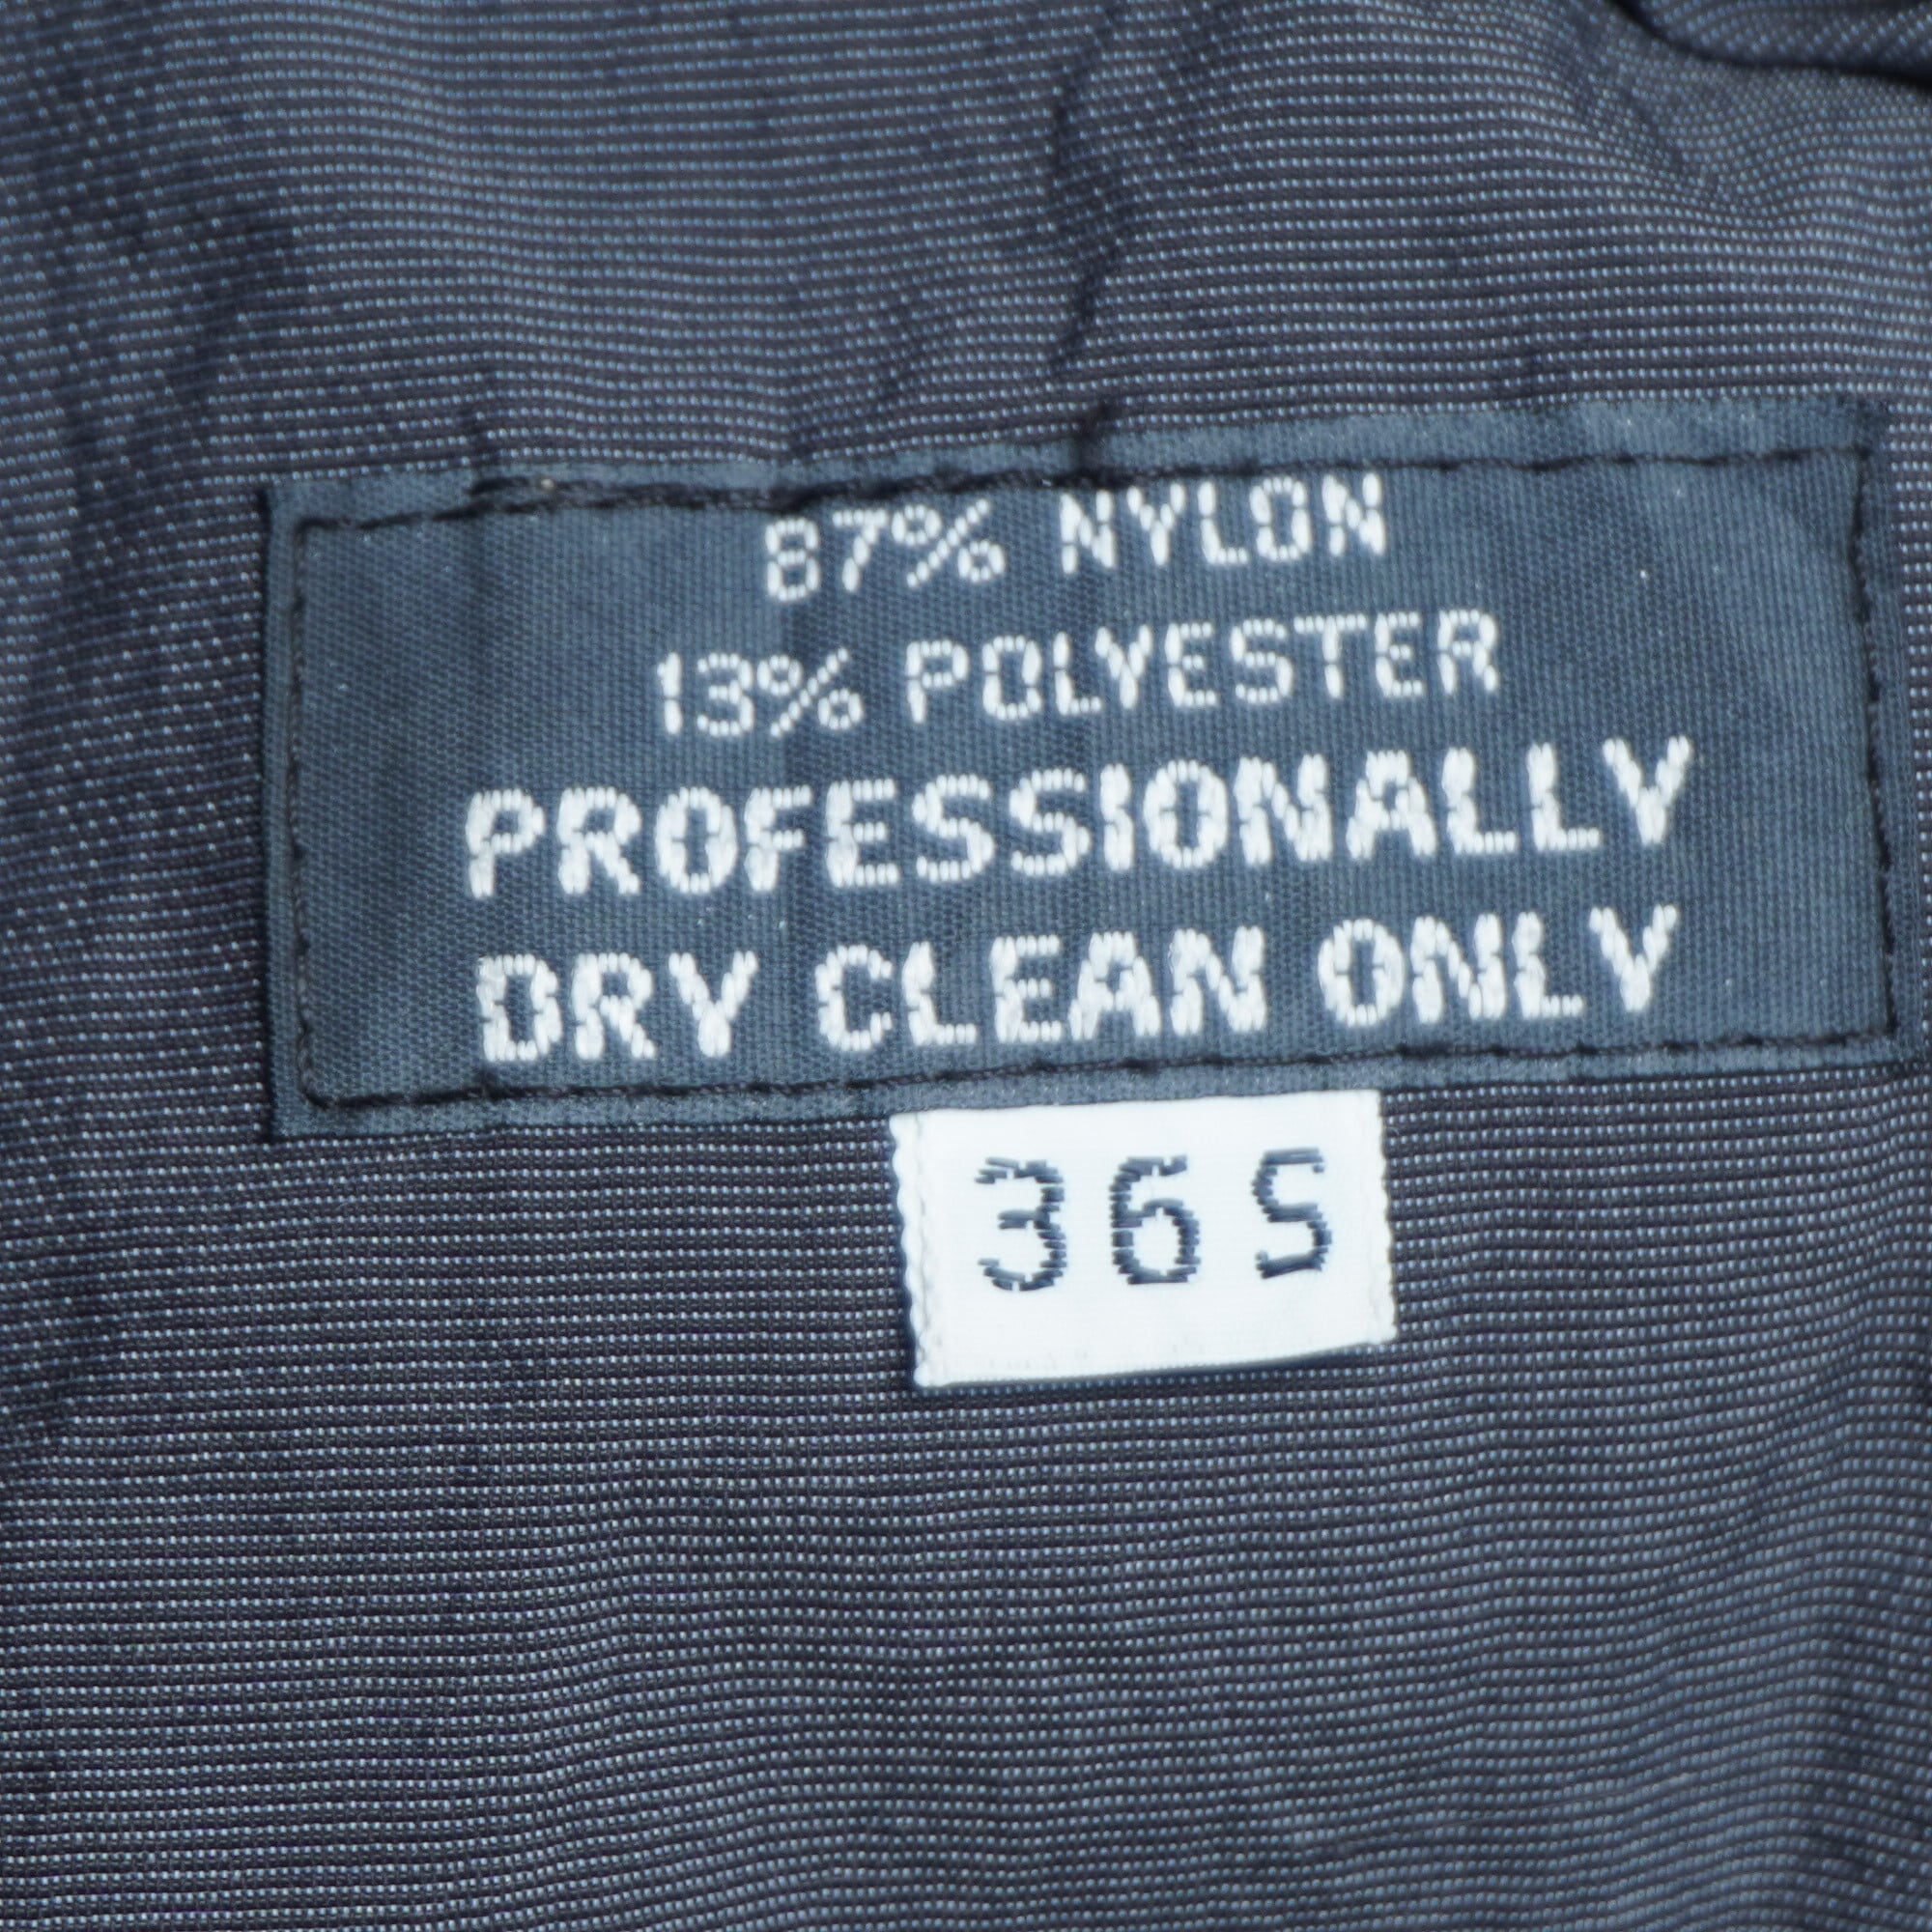 87% NYLON
13% POLYESTER
PROFESSIONALLY
DRY CLEAN ONLY
36S